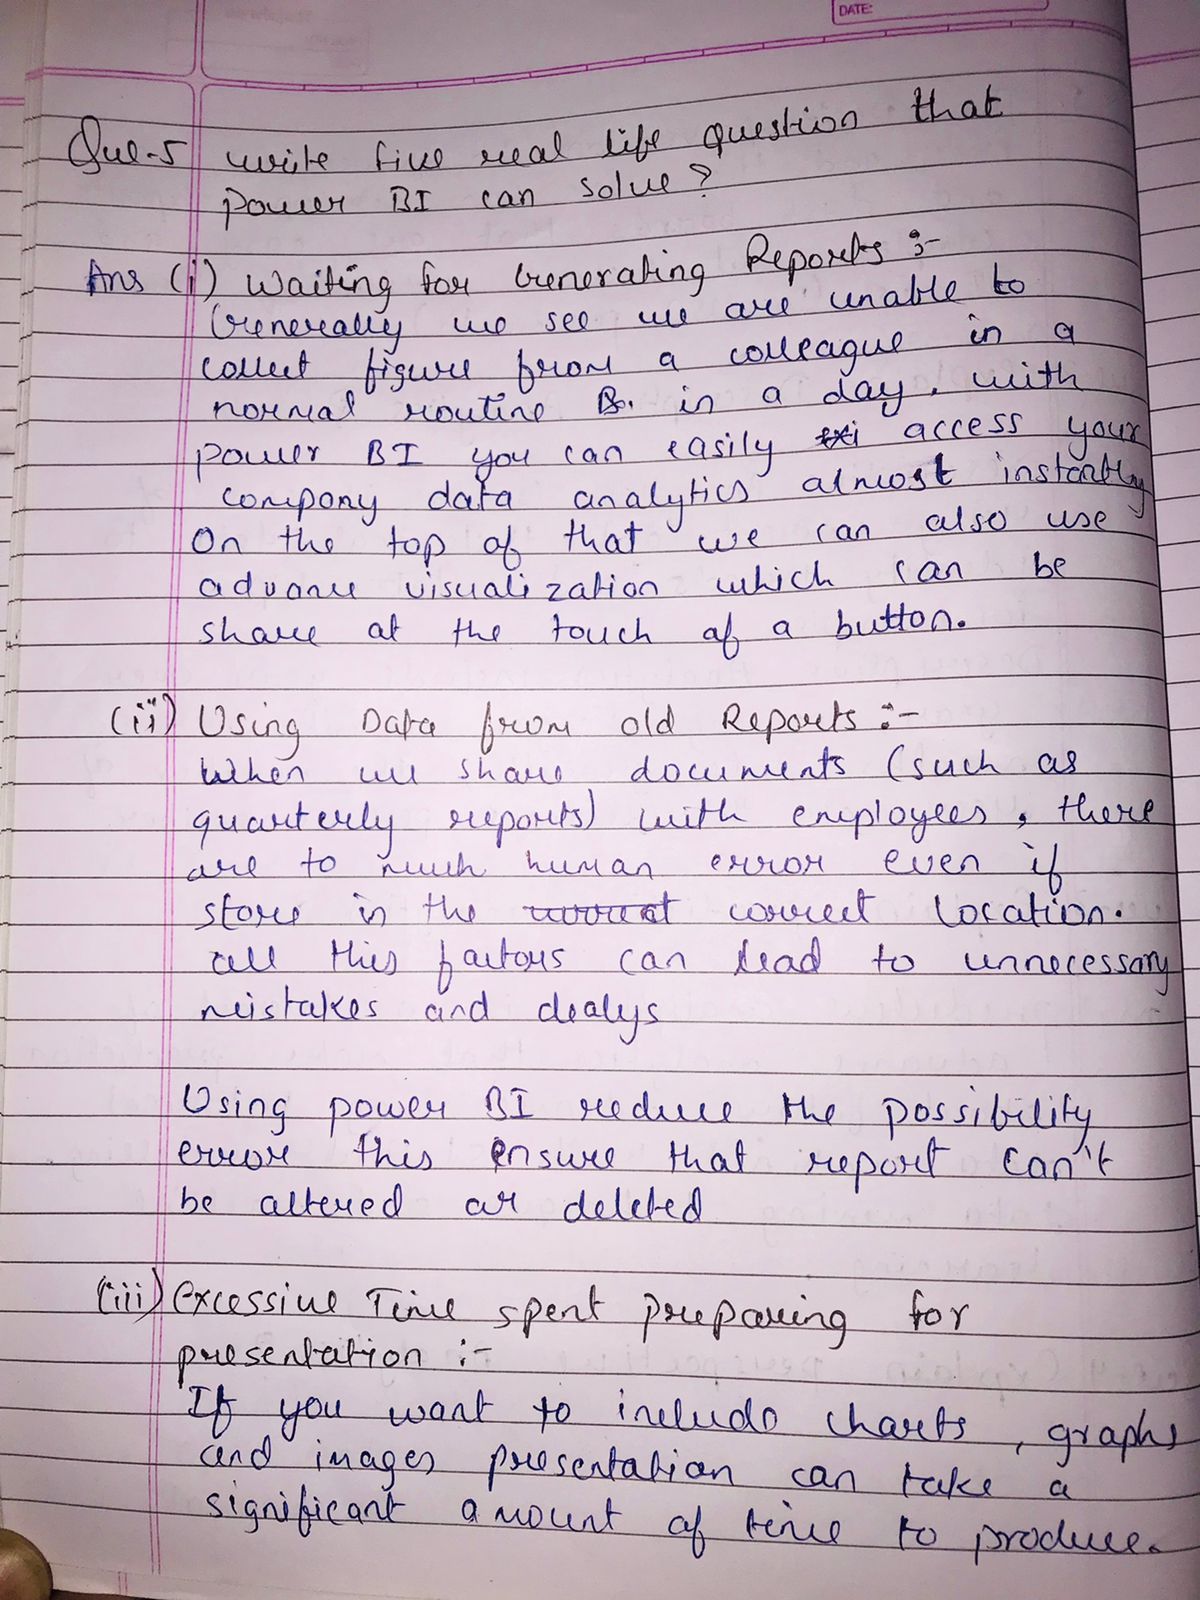 DATE:
Que-5 write five real life question that
power BI can solve?
Ans (i) Waiting for Generating Reports :-
Generally we see we are unable to
collect figure from a colleague in a
normal routine in a day. with
power BI you can easily access your
company data analytics almost instantly
On the top of that we can also use
advance visualization which can be
share at the touch of a button.
(ii) Using Data from old Reports :-
When we share documents (such as
quarterly reports) with employees, there
are to much human error even if
store in the correct location.
all this factors can lead to unnecessary
mistakes and dealys
Using power BI reduce the possibility
error this ensure that report can't
be altered or deleted
(iii) Excessive Time spent preparing for
presentation :-
If you want to include charts, graphs
and images presentation can take a
significant amount of time to produce.